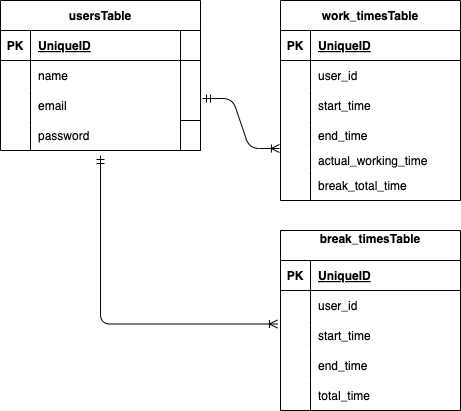 usersTable
PK UniqueID
name
email
password
work_timesTable
PK UniqueID
user_id
start_time
end_time
actual_working_time
break_total_time
break_timesTable
PK UniqueID
user_id
start_time
end_time
total_time